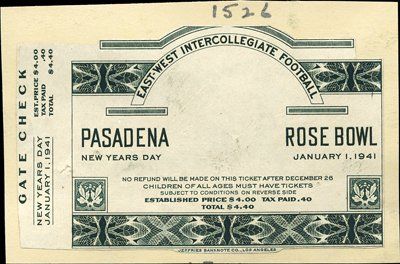 1526
GATE CHECK
EST. PRICE $4.00
TAX PAID .40
TOTAL $4.40
NEW YEARS DAY
JANUARY 1, 1941
EAST-WEST INTERCOLLEGIATE FOOTBALL
PASADENA ROSE BOWL
NEW YEARS DAY JANUARY 1, 1941
NO REFUND WILL BE MADE ON THIS TICKET AFTER DECEMBER 26
CHILDREN OF ALL AGES MUST HAVE TICKETS
SUBJECT TO CONDITIONS ON REVERSE SIDE
ESTABLISHED PRICE $4.00 TAX PAID .40
TOTAL $4.40
JEFFRIES BANKNOTE CO., LOS ANGELES